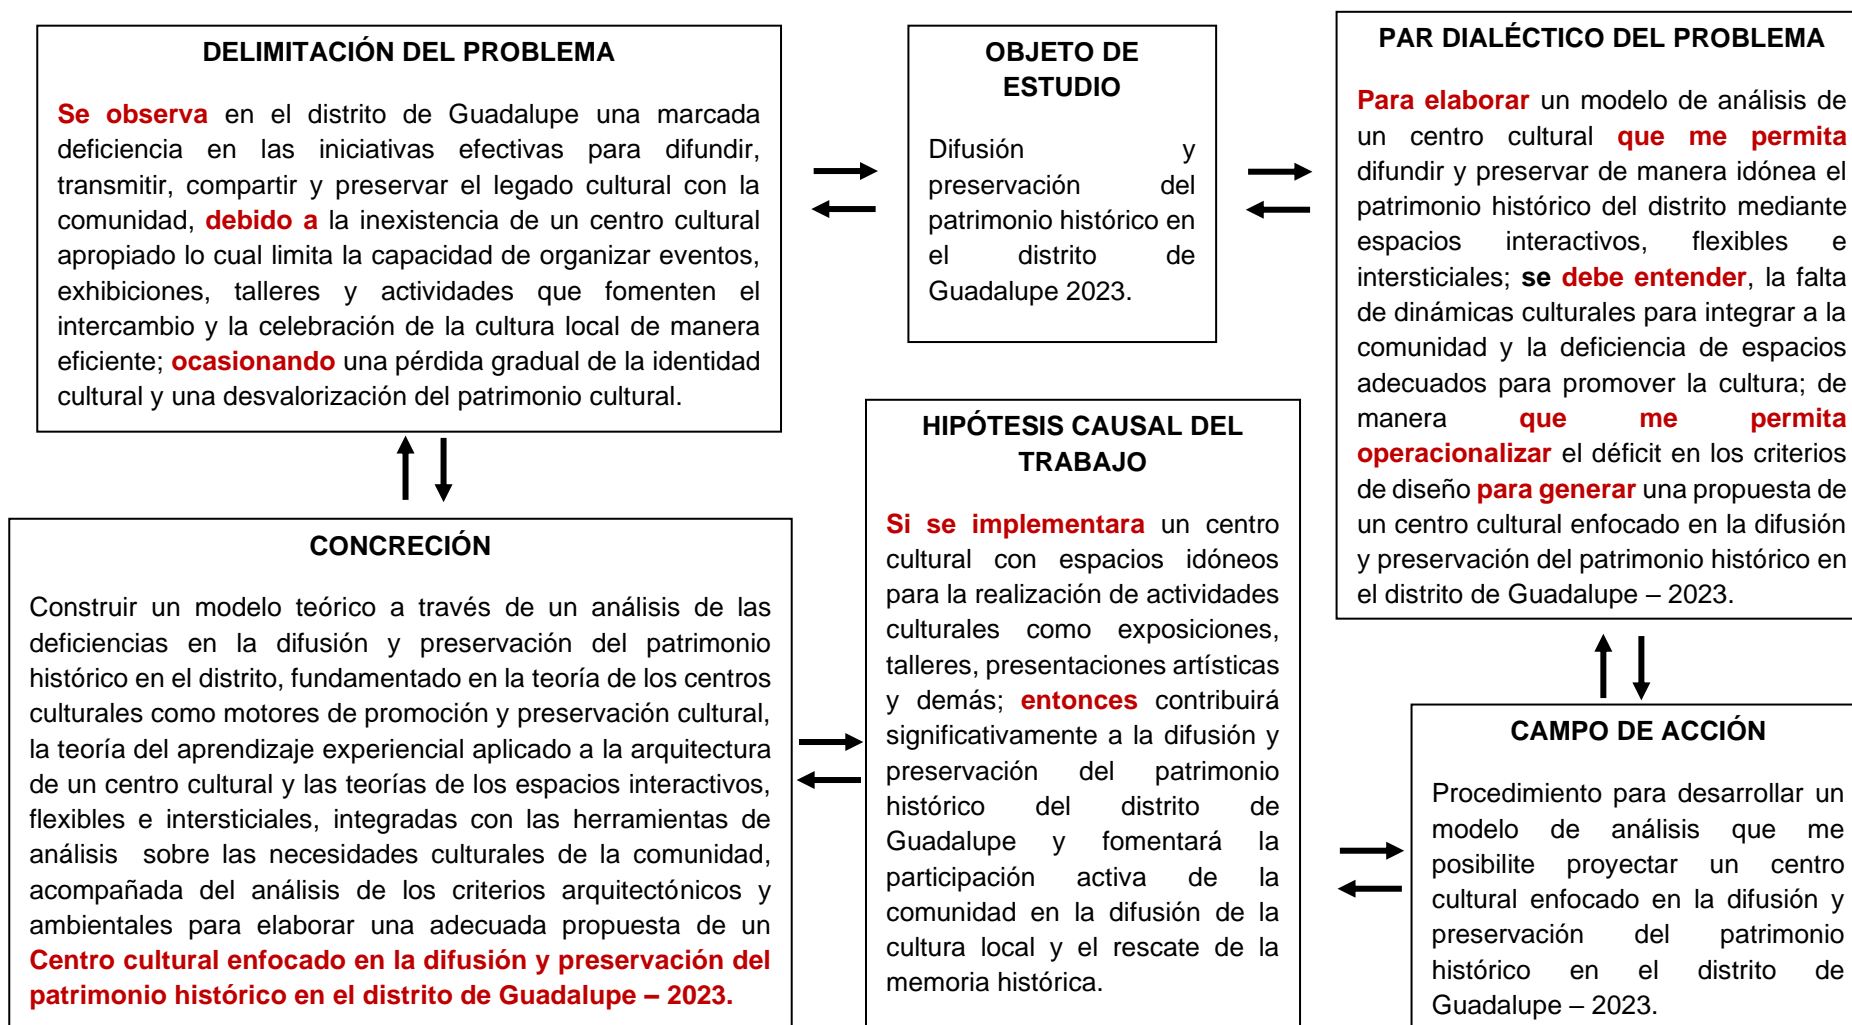 DELIMITACIÓN DEL PROBLEMA
Se observa en el distrito de Guadalupe una marcada
deficiencia en las iniciativas efectivas para difundir,
transmitir, compartir y preservar el legado cultural con la
comunidad, debido a la inexistencia de un centro cultural
apropiado lo cual limita la capacidad de organizar eventos,
exhibiciones, talleres y actividades que fomenten el
intercambio y la celebración de la cultura local de manera
eficiente; ocasionando una pérdida gradual de la identidad
cultural y una desvalorización del patrimonio cultural.
OBJETO DE
ESTUDIO
Difusión y
preservación del
patrimonio histórico en
el distrito de
Guadalupe 2023.
PAR DIALÉCTICO DEL PROBLEMA
Para elaborar un modelo de análisis de
un centro cultural que me permita
difundir y preservar de manera idónea el
patrimonio histórico del distrito mediante
espacios interactivos, flexibles e
intersticiales; se debe entender, la falta
de dinámicas culturales para integrar a la
comunidad y la deficiencia de espacios
adecuados para promover la cultura; de
manera que me permita
operacionalizar el déficit en los criterios
de diseño para generar una propuesta de
un centro cultural enfocado en la difusión
y preservación del patrimonio histórico en
el distrito de Guadalupe – 2023.
CONCRECIÓN
Construir un modelo teórico a través de un análisis de las
deficiencias en la difusión y preservación del patrimonio
histórico en el distrito, fundamentado en la teoría de los centros
culturales como motores de promoción y preservación cultural,
la teoría del aprendizaje experiencial aplicado a la arquitectura
de un centro cultural y las teorías de los espacios interactivos,
flexibles e intersticiales, integradas con las herramientas de
análisis sobre las necesidades culturales de la comunidad,
acompañada del análisis de los criterios arquitectónicos y
ambientales para elaborar una adecuada propuesta de un
Centro cultural enfocado en la difusión y preservación del
patrimonio histórico en el distrito de Guadalupe – 2023.
HIPÓTESIS CAUSAL DEL
TRABAJO
Si se implementara un centro
cultural con espacios idóneos
para la realización de actividades
culturales como exposiciones,
talleres, presentaciones artísticas
y demás; entonces contribuirá
significativamente a la difusión y
preservación del patrimonio
histórico del distrito de
Guadalupe y fomentará la
participación activa de la
comunidad en la difusión de la
cultura local y el rescate de la
memoria histórica.
CAMPO DE ACCIÓN
Procedimiento para desarrollar un
modelo de análisis que me
posibilite proyectar un centro
cultural enfocado en la difusión y
preservación del patrimonio
histórico en el distrito de
Guadalupe – 2023.